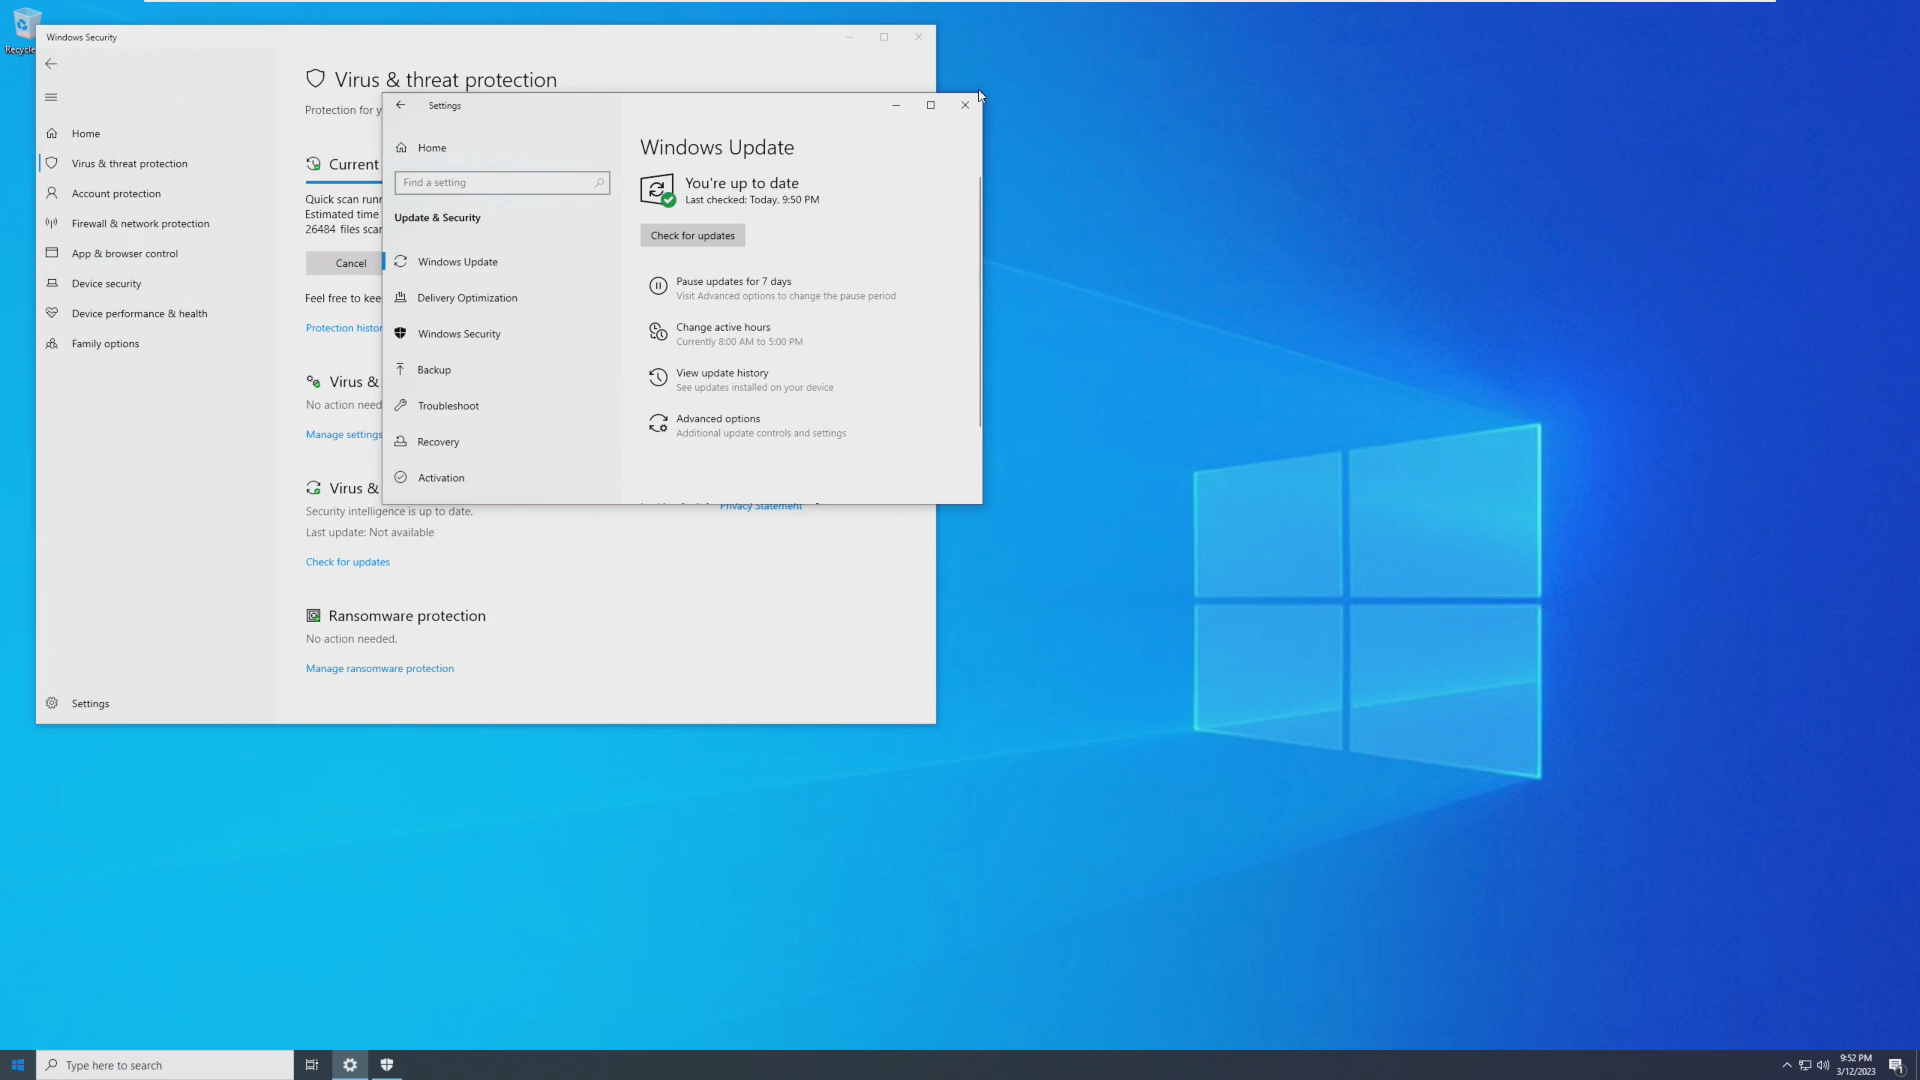 Recycle
Windows Security
Virus & threat protection
Protection for y
Home
Virus & threat protection
Account protection
Firewall & network protection
App & browser control
Device security
Device performance & health
Family options
Settings
Current
Quick scan runn
Estimated time
26484 files scan
Cancel
Feel free to kee
Protection histor
Virus &
No action need
Manage settings
Virus &
Security intelligence is up to date.
Last update: Not available
Check for updates
Ransomware protection
No action needed.
Manage ransomware protection
Privacy Statement
Settings
Home
Find a setting
Update & Security
Windows Update
Delivery Optimization
Windows Security
Backup
Troubleshoot
Recovery
Activation
Windows Update
You're up to date
Last checked: Today, 9:50 PM
Check for updates
Pause updates for 7 days
Visit Advanced options to change the pause period
Change active hours
Currently 8:00 AM to 5:00 PM
View update history
See updates installed on your device
Advanced options
Additional update controls and settings
Type here to search
9:52 PM
3/12/2023
1